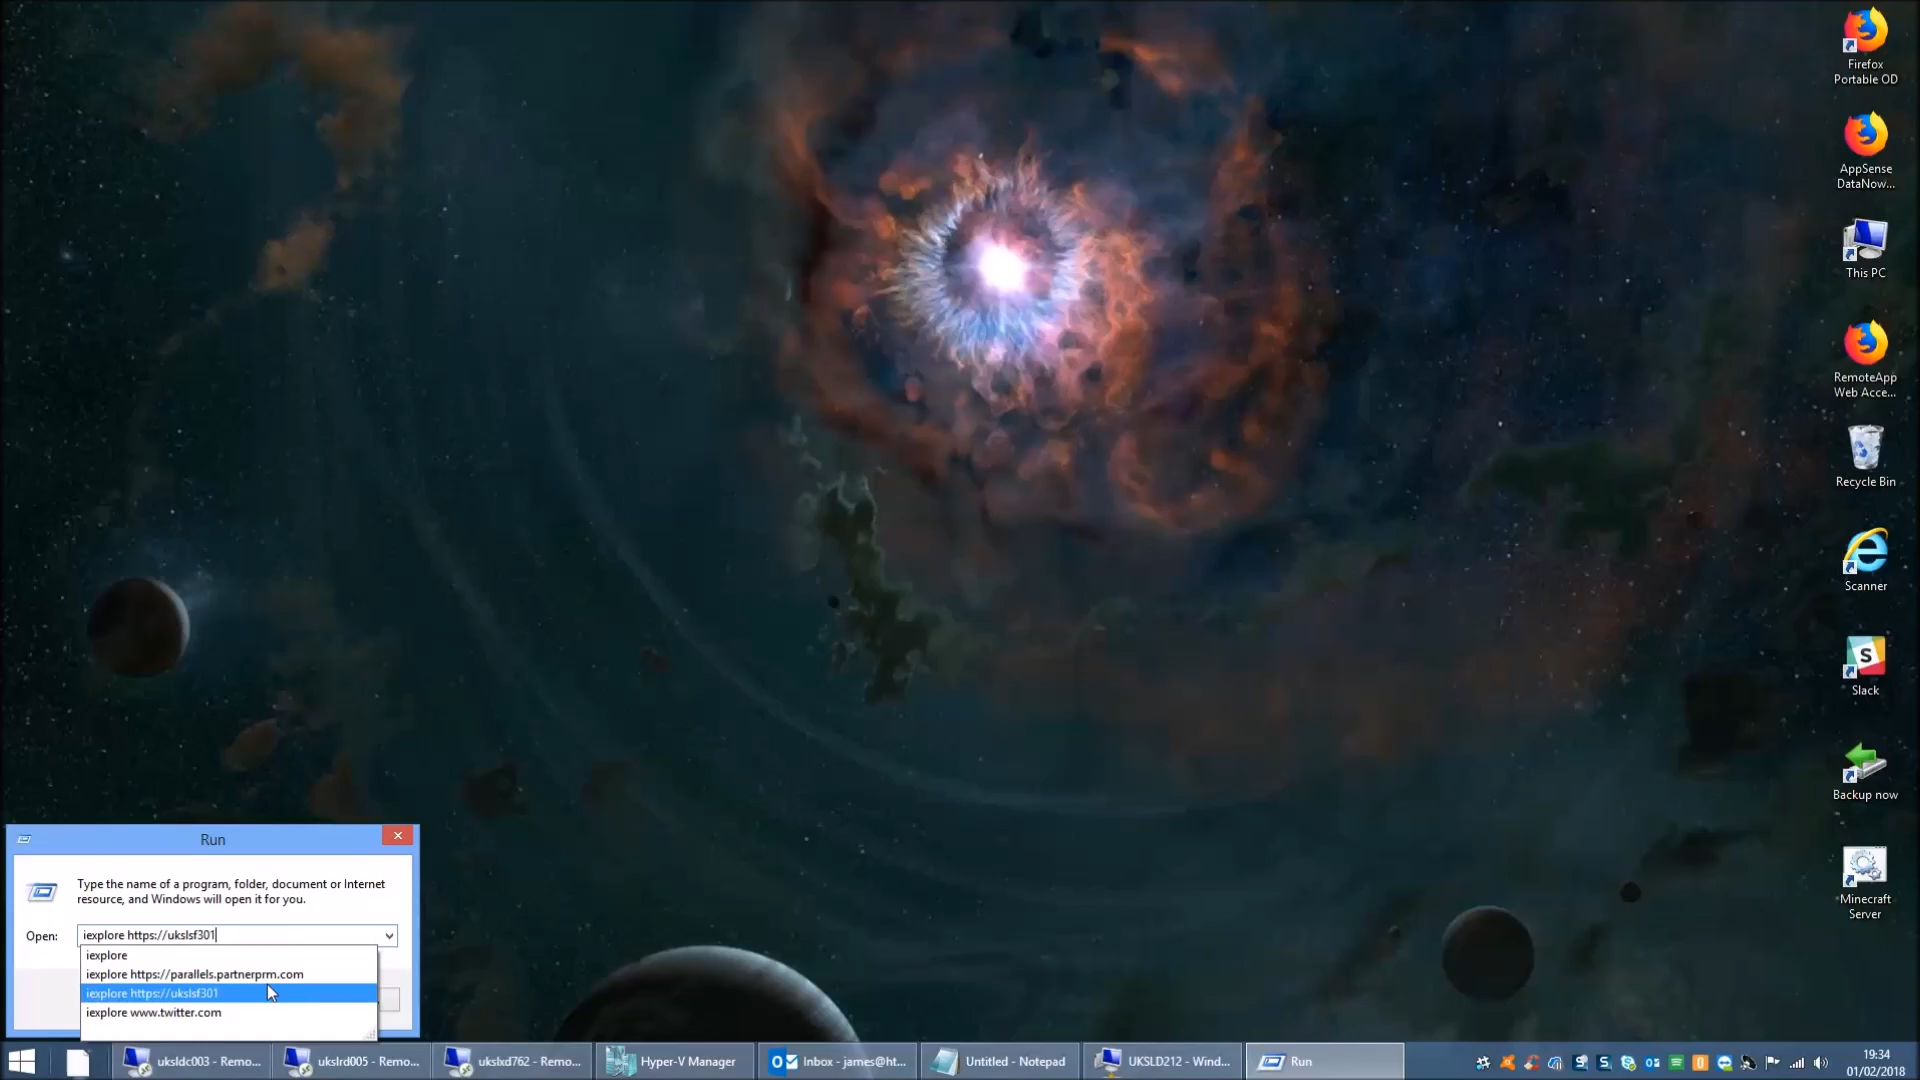 Firefox
Portable OD
AppSense
DataNow...
This PC
RemoteApp
Web Acce...
Recycle Bin
Scanner
S
Slack
Backup now
Minecraft
Server
Run
Type the name of a program, folder, document or Internet
resource, and Windows will open it for you.
Open:
iexplore https://ukslsf301
iexplore
iexplore https://parallels.partnerprm.com
iexplore https://ukslsf301
iexplore www.twitter.com
uksldc003 - Remo...
ukslrd005 - Remo...
ukslxd762 - Remo...
Hyper-V Manager
Inbox - james@ht...
Untitled - Notepad
UKSLD212 - Wind...
Run
19:34
01/02/2018